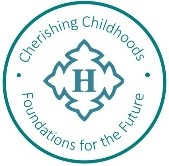 Cherishing Childhoods
H
Foundations for the Future